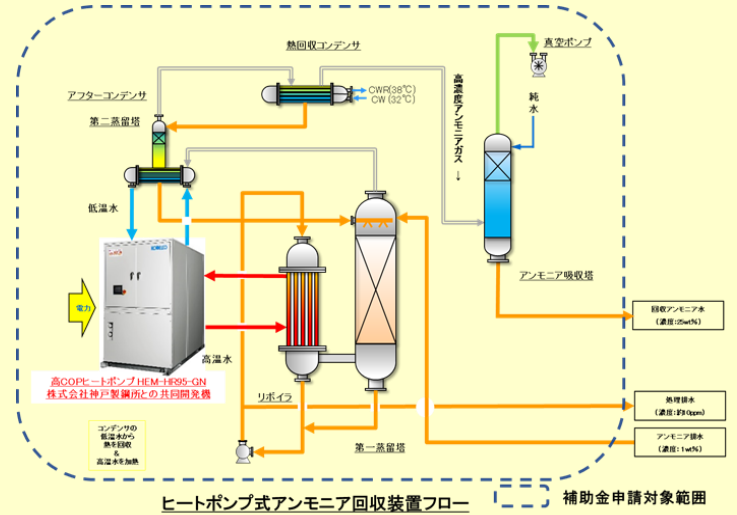 真空ポンプ
熱回収コンデンサ
CWR(38℃)
CW(32℃)
アフターコンデンサ
第二蒸留塔
高濃度アンモニアガス →
純水
低温水
電力
高温水
アンモニア吸収塔
回収アンモニア水
(濃度:25wt%)
高COPヒートポンプ HEM-HR95-GN
株式会社神戸製鋼所との共同開発機
リボイラ
処理排水
(濃度:約10ppm)
コンデンサの
低温水から
熱を回収
&
高温水を加熱
第一蒸留塔
アンモニア排水
(濃度:1wt%)
ヒートポンプ式アンモニア回収装置フロー
補助金申請対象範囲